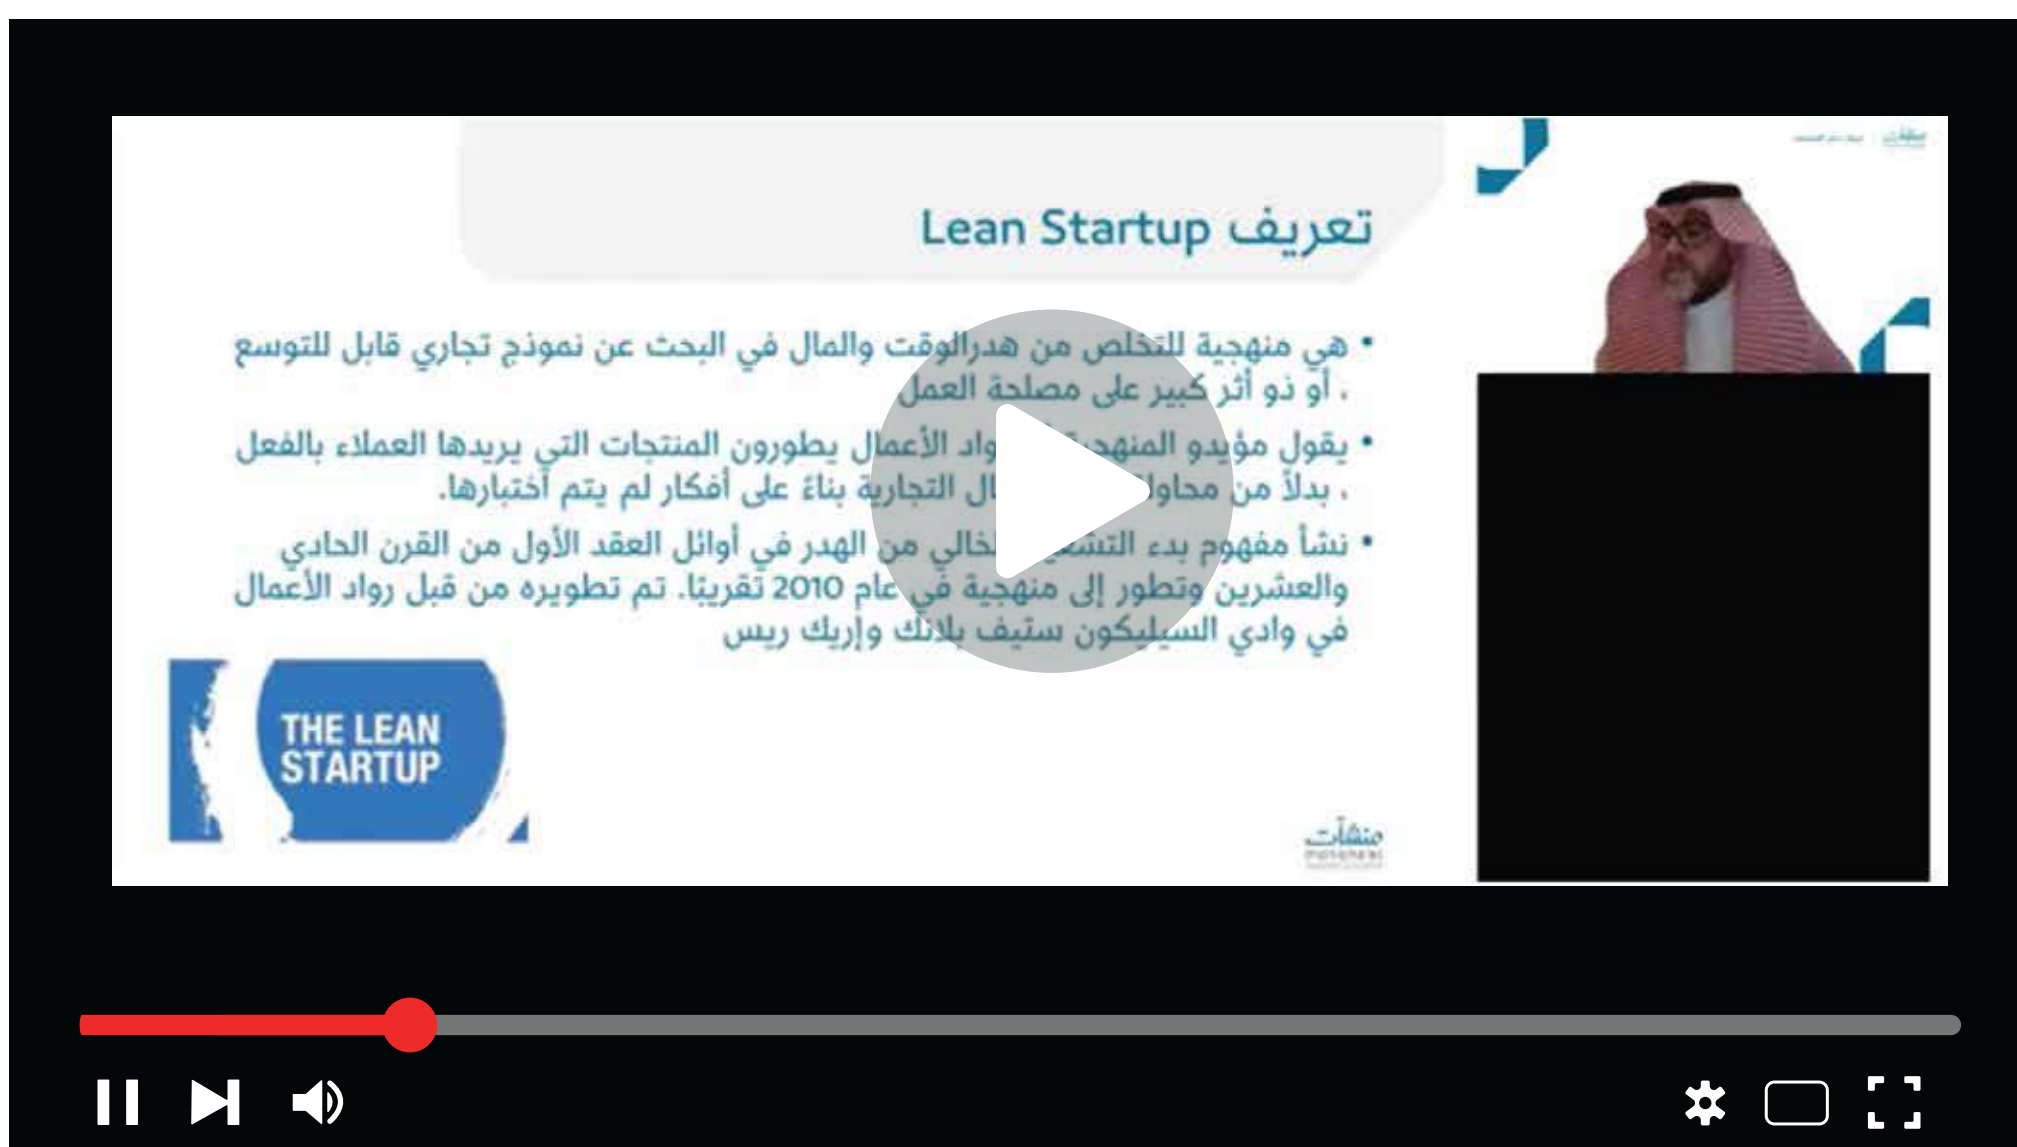 منشآت
تعريف Lean Startup
• هي منهجية للتخلص من هدرالوقت والمال في البحث عن نموذج تجاري قابل للتوسع
، أو ذو أثر كبير على مصلحة العمل
• يقول مؤيدو المنهجية رواد الأعمال يطورون المنتجات التي يريدها العملاء بالفعل
، بدلاً من التجارية بناءً على أفكار لم يتم أختبارها.
• نشأ مفهوم بدء الخالي من الهدر في أوائل العقد الأول من القرن الحادي
والعشرين وتطور إلى منهجية في عام 2010 تقريبًا. تم تطويره من قبل رواد الأعمال
في وادي السيليكون ستيف بلانك وإريك ريس
THE LEAN
STARTUP
منشآت
monsha'at